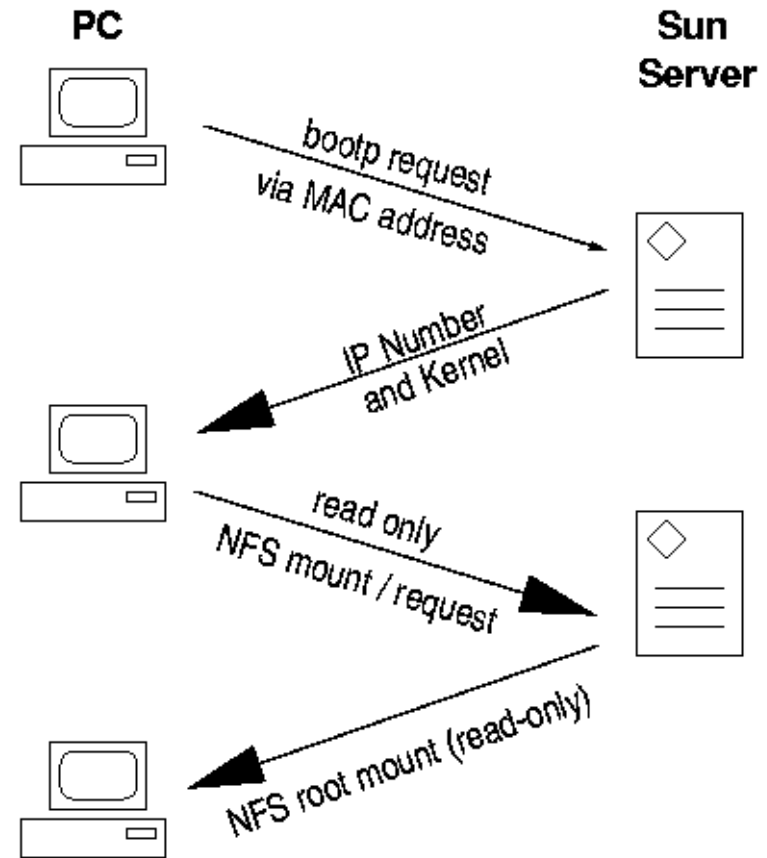 PC
Sun
Server
bootp request
via MAC address
IP Number
and Kernel
read only
NFS mount / request
NFS root mount (read-only)